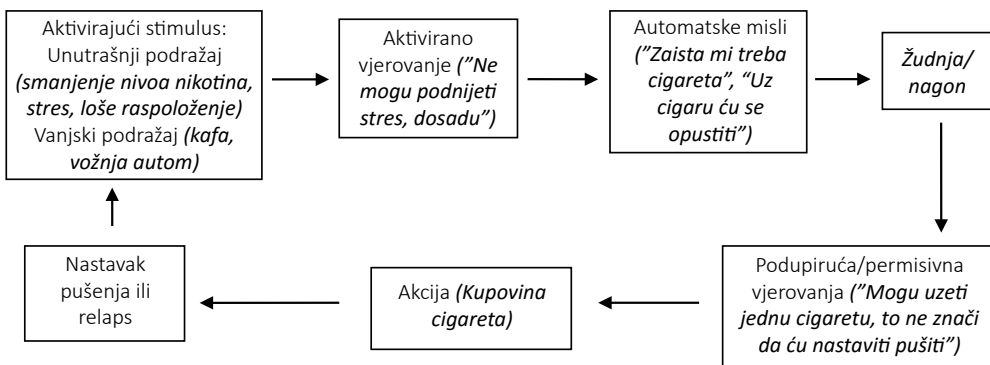 Aktivirajući stimulus:
Unutrašnji podražaj
(smanjenje nivoa nikotina,
stres, loše raspoloženje)
Vanjski podražaj (kafa,
vožnja autom)
Aktivirano
vjerovanje (”Ne
mogu podnijeti
stres, dosadu”)
Automatske misli
(”Zaista mi treba
cigareta”, “Uz
cigaru ću se
opustiti”)
Žudnja/
nagon
Podupiruća/permisivna
vjerovanja (”Mogu uzeti
jednu cigaretu, to ne znači
da ću nastaviti pušiti”)
Akcija (Kupovina
cigareta)
Nastavak
pušenja ili
relaps